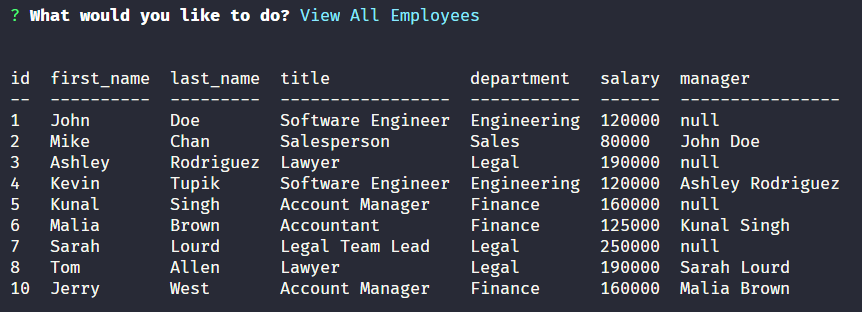 ? What would you like to do? View All Employees
id  first_name  last_name  title              department   salary  manager
--  ----------  ---------  -----------------  -----------  ------  ----------------
1   John        Doe        Software Engineer  Engineering  120000  null
2   Mike        Chan       Salesperson        Sales        80000   John Doe
3   Ashley      Rodriguez  Lawyer             Legal        190000  null
4   Kevin       Tupik      Software Engineer  Engineering  120000  Ashley Rodriguez
5   Kunal       Singh      Account Manager    Finance      160000  null
6   Malia       Brown      Accountant         Finance      125000  Kunal Singh
7   Sarah       Lourd      Legal Team Lead    Legal        250000  null
8   Tom         Allen      Lawyer             Legal        190000  Sarah Lourd
10  Jerry       West       Account Manager    Finance      160000  Malia Brown